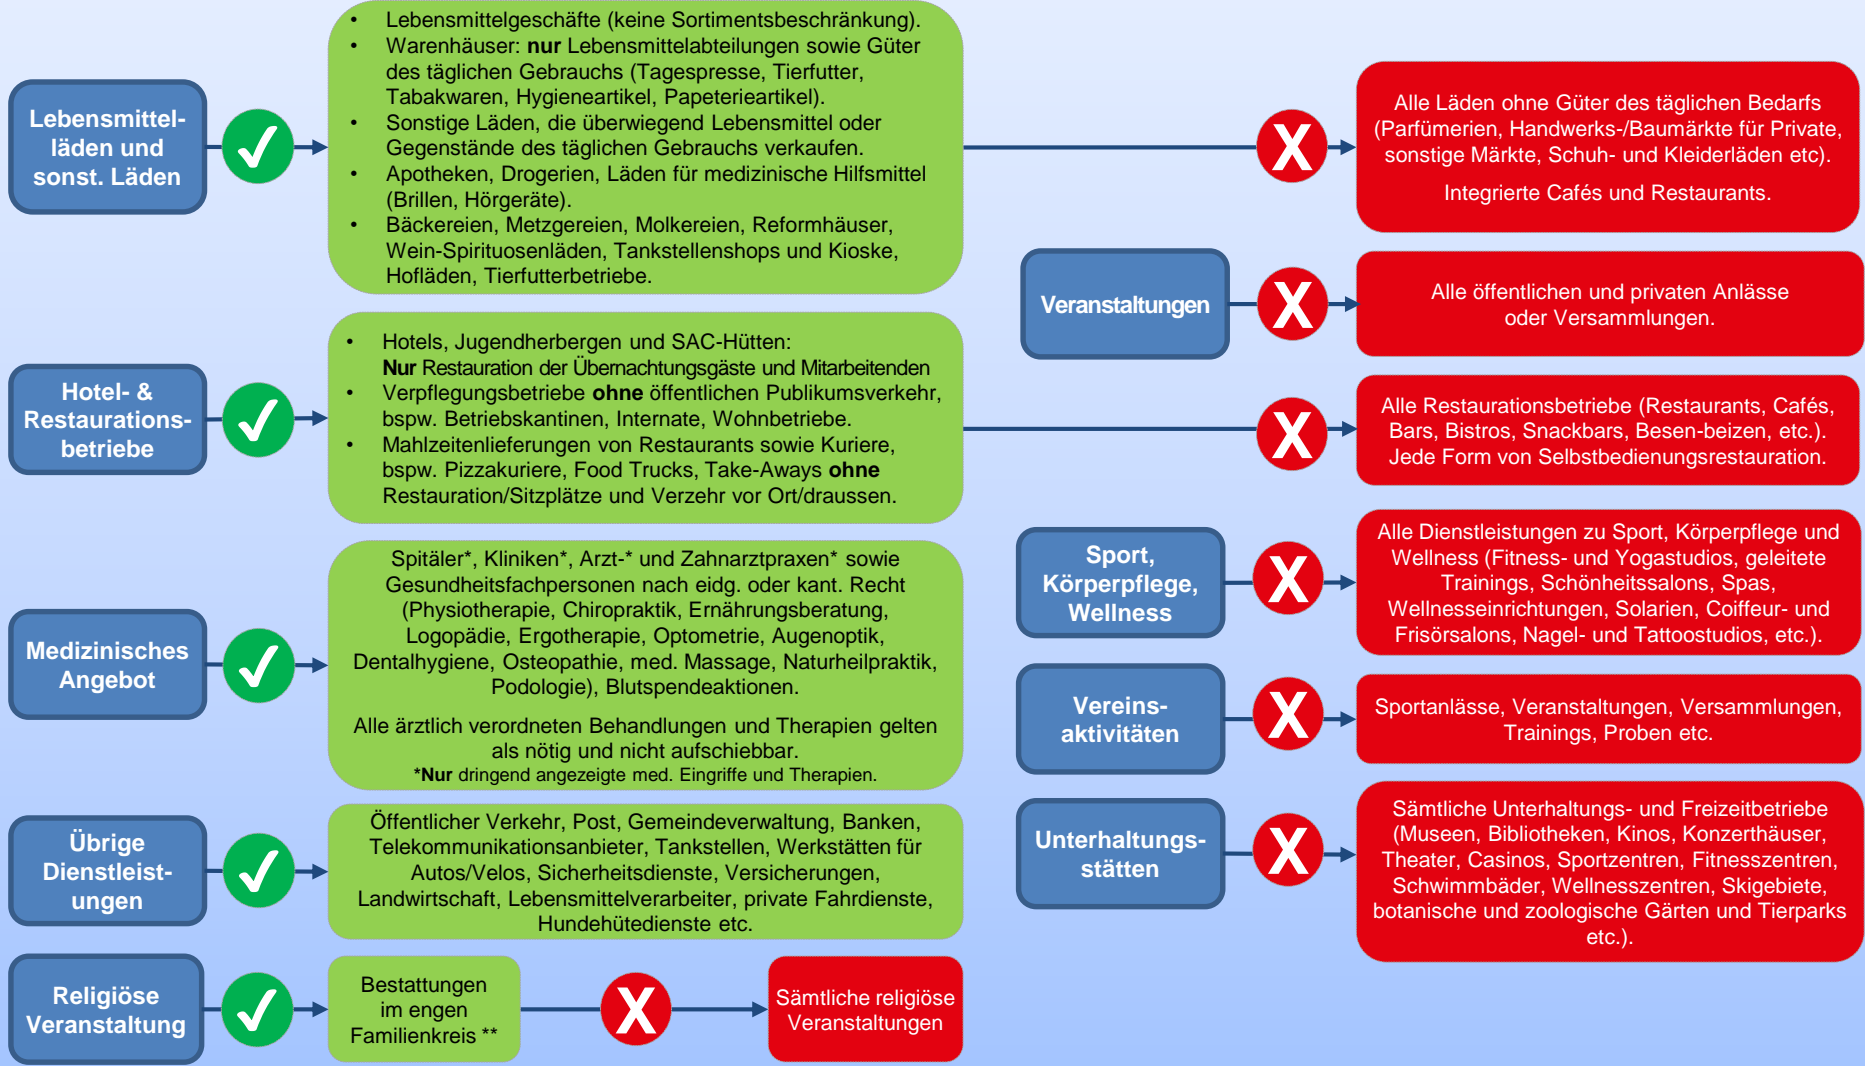 Lebensmittel-
läden und
sonst. Läden
• Lebensmittelgeschäfte (keine Sortimentsbeschränkung).
• Warenhäuser: nur Lebensmittelabteilungen sowie Güter
des täglichen Gebrauchs (Tagespresse, Tierfutter,
Tabakwaren, Hygieneartikel, Papeterieartikel).
• Sonstige Läden, die überwiegend Lebensmittel oder
Gegenstände des täglichen Gebrauchs verkaufen.
• Apotheken, Drogerien, Läden für medizinische Hilfsmittel
(Brillen, Hörgeräte).
• Bäckereien, Metzgereien, Molkereien, Reformhäuser,
Wein-Spirituosenläden, Tankstellenshops und Kioske,
Hofläden, Tierfutterbetriebe.
X
Alle Läden ohne Güter des täglichen Bedarfs
(Parfümerien, Handwerks-/Baumärkte für Private,
sonstige Märkte, Schuh- und Kleiderläden etc).
Integrierte Cafés und Restaurants.
Veranstaltungen
X
Alle öffentlichen und privaten Anlässe
oder Versammlungen.
Hotel- &
Restaurations-
betriebe
• Hotels, Jugendherbergen und SAC-Hütten:
Nur Restauration der Übernachtungsgäste und Mitarbeitenden
• Verpflegungsbetriebe ohne öffentlichen Publikumsverkehr,
bspw. Betriebskantinen, Internate, Wohnbetriebe.
• Mahlzeitenlieferungen von Restaurants sowie Kuriere,
bspw. Pizzakuriere, Food Trucks, Take-Aways ohne
Restauration/Sitzplätze und Verzehr vor Ort/draussen.
X
Alle Restaurationsbetriebe (Restaurants, Cafés,
Bars, Bistros, Snackbars, Besen-beizen, etc.).
Jede Form von Selbstbedienungsrestauration.
Medizinisches
Angebot
Spitäler*, Kliniken*, Arzt-* und Zahnarztpraxen* sowie
Gesundheitsfachpersonen nach eidg. oder kant. Recht
(Physiotherapie, Chiropraktik, Ernährungsberatung,
Logopädie, Ergotherapie, Optometrie, Augenoptik,
Dentalhygiene, Osteopathie, med. Massage, Naturheilpraktik,
Podologie), Blutspendeaktionen.
Alle ärztlich verordneten Behandlungen und Therapien gelten
als nötig und nicht aufschiebbar.
*Nur dringend angezeigte med. Eingriffe und Therapien.
Sport,
Körperpflege,
Wellness
X
Alle Dienstleistungen zu Sport, Körperpflege und
Wellness (Fitness- und Yogastudios, geleitete
Trainings, Schönheitssalons, Spas,
Wellnesseinrichtungen, Solarien, Coiffeur- und
Frisörsalons, Nagel- und Tattoostudios, etc.).
Vereins-
aktivitäten
X
Sportanlässe, Veranstaltungen, Versammlungen,
Trainings, Proben etc.
Übrige
Dienstleist-
ungen
Öffentlicher Verkehr, Post, Gemeindeverwaltung, Banken,
Telekommunikationsanbieter, Tankstellen, Werkstätten für
Autos/Velos, Sicherheitsdienste, Versicherungen,
Landwirtschaft, Lebensmittelverarbeiter, private Fahrdienste,
Hundehütedienste etc.
Unterhaltungs-
stätten
X
Sämtliche Unterhaltungs- und Freizeitbetriebe
(Museen, Bibliotheken, Kinos, Konzerthäuser,
Theater, Casinos, Sportzentren, Fitnesszentren,
Schwimmbäder, Wellnesszentren, Skigebiete,
botanische und zoologische Gärten und Tierparks
etc.).
Religiöse
Veranstaltung
Bestattungen
im engen
Familienkreis **
X
Sämtliche religiöse
Veranstaltungen